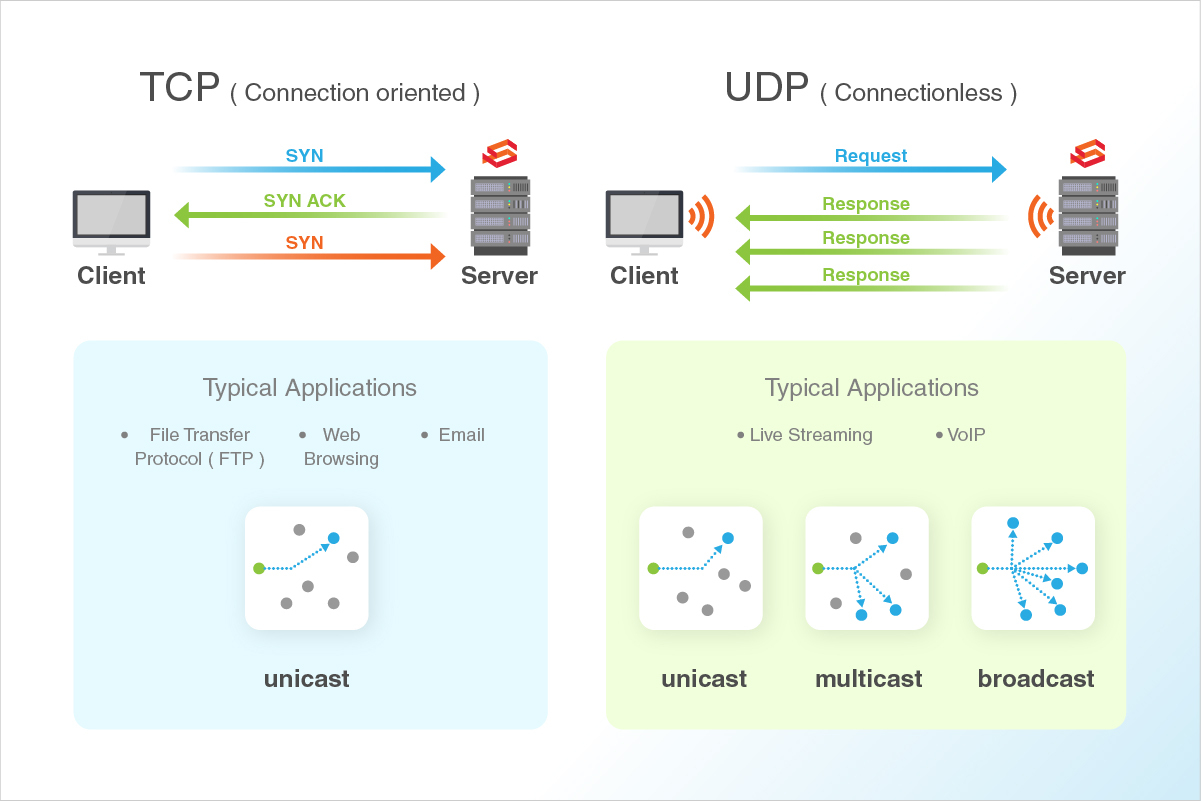 TCP ( Connection oriented )
SYN
SYN ACK
SYN
Client
Server
UDP ( Connectionless )
Request
Response
Response
Response
Client
Server
Typical Applications
• File Transfer
Protocol ( FTP )
• Web
Browsing
• Email
unicast
Typical Applications
• Live Streaming
• VoIP
unicast
multicast
broadcast